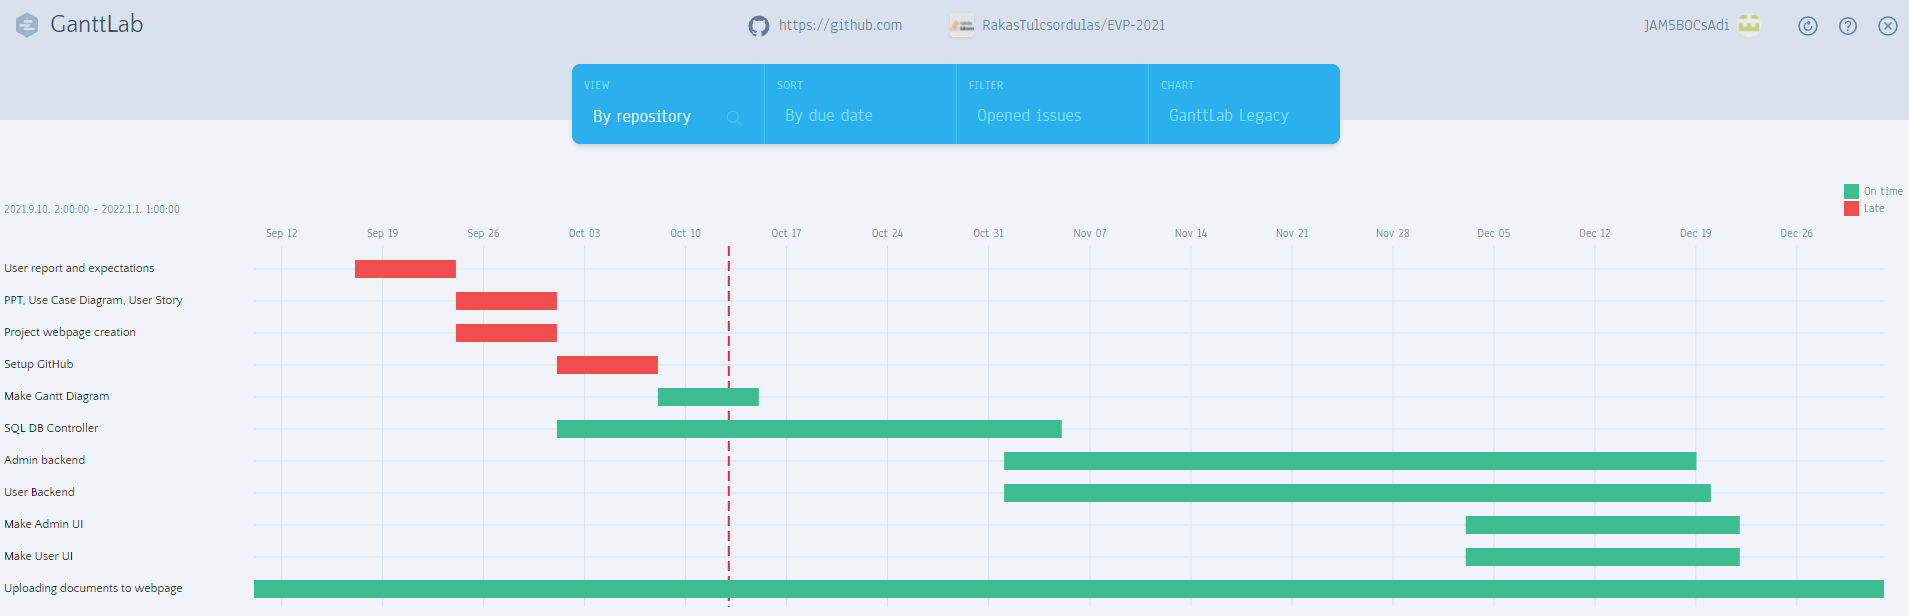 GanttLab
https://github.com
RakasTulcsordulas/EVP-2021
JAM5BOCsAdi
VIEW
By repository
SORT
By due date
FILTER
Opened issues
CHART
GanttLab Legacy
On time
Late
2021.9.10. 2:00:00 - 2022.1.1. 1:00:00
Sep 12 Sep 19 Sep 26 Oct 03 Oct 10 Oct 17 Oct 24 Oct 31 Nov 07 Nov 14 Nov 21 Nov 28 Dec 05 Dec 12 Dec 19 Dec 26
User report and expectations
PPT, Use Case Diagram, User Story
Project webpage creation
Setup GitHub
Make Gantt Diagram
SQL DB Controller
Admin backend
User Backend
Make Admin UI
Make User UI
Uploading documents to webpage